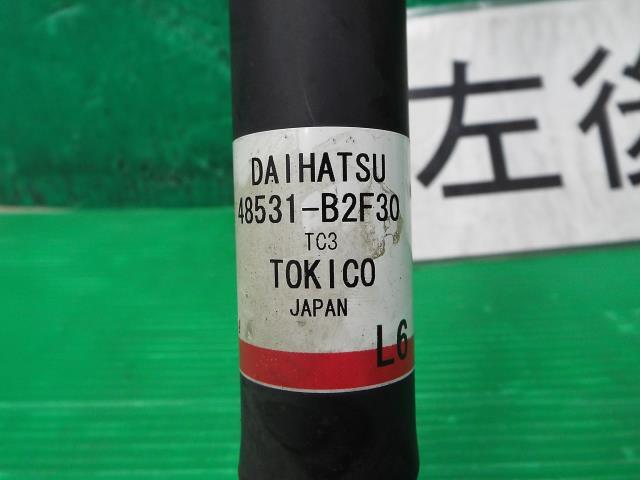 DAIHATSU
48531-B2F30
TC3
TOKICO
JAPAN
L6
左後